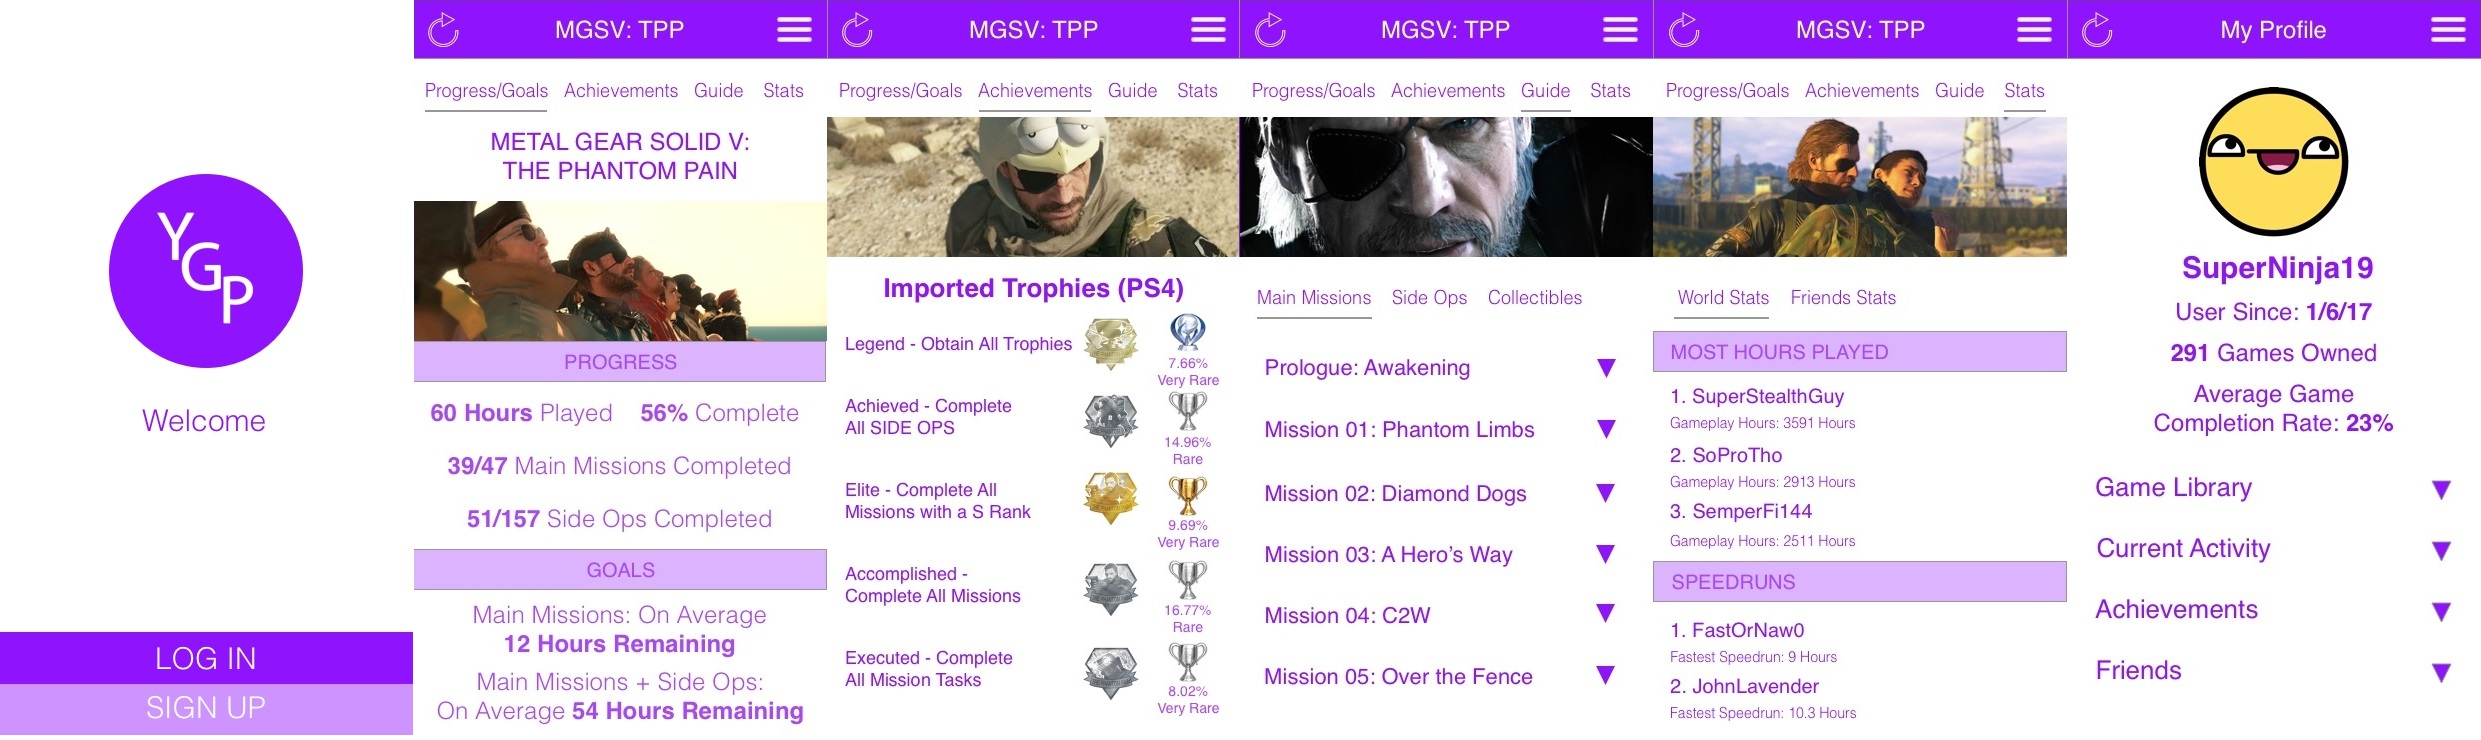 YGP
Welcome
LOG IN
SIGN UP
MGSV: TPP
Progress/Goals Achievements Guide Stats
METAL GEAR SOLID V:
THE PHANTOM PAIN
PROGRESS
60 Hours Played 56% Complete
39/47 Main Missions Completed
51/157 Side Ops Completed
GOALS
Main Missions: On Average
12 Hours Remaining
Main Missions + Side Ops:
On Average 54 Hours Remaining
MGSV: TPP
Progress/Goals Achievements Guide Stats
Imported Trophies (PS4)
Legend - Obtain All Trophies
7.66%
Very Rare
Achieved - Complete
All SIDE OPS
14.96%
Rare
Elite - Complete All
Missions with a S Rank
9.69%
Very Rare
Accomplished -
Complete All Missions
16.77%
Rare
Executed - Complete
All Mission Tasks
8.02%
Very Rare
MGSV: TPP
Progress/Goals Achievements Guide Stats
Main Missions Side Ops Collectibles
Prologue: Awakening
Mission 01: Phantom Limbs
Mission 02: Diamond Dogs
Mission 03: A Hero's Way
Mission 04: C2W
Mission 05: Over the Fence
MGSV: TPP
Progress/Goals Achievements Guide Stats
World Stats Friends Stats
MOST HOURS PLAYED
1. SuperStealthGuy
Gameplay Hours: 3591 Hours
2. SoProTho
Gameplay Hours: 2913 Hours
3. SemperFi144
Gameplay Hours: 2511 Hours
SPEEDRUNS
1. FastOrNaw0
Fastest Speedrun: 9 Hours
2. JohnLavender
Fastest Speedrun: 10.3 Hours
My Profile
SuperNinja19
User Since: 1/6/17
291 Games Owned
Average Game
Completion Rate: 23%
Game Library
Current Activity
Achievements
Friends